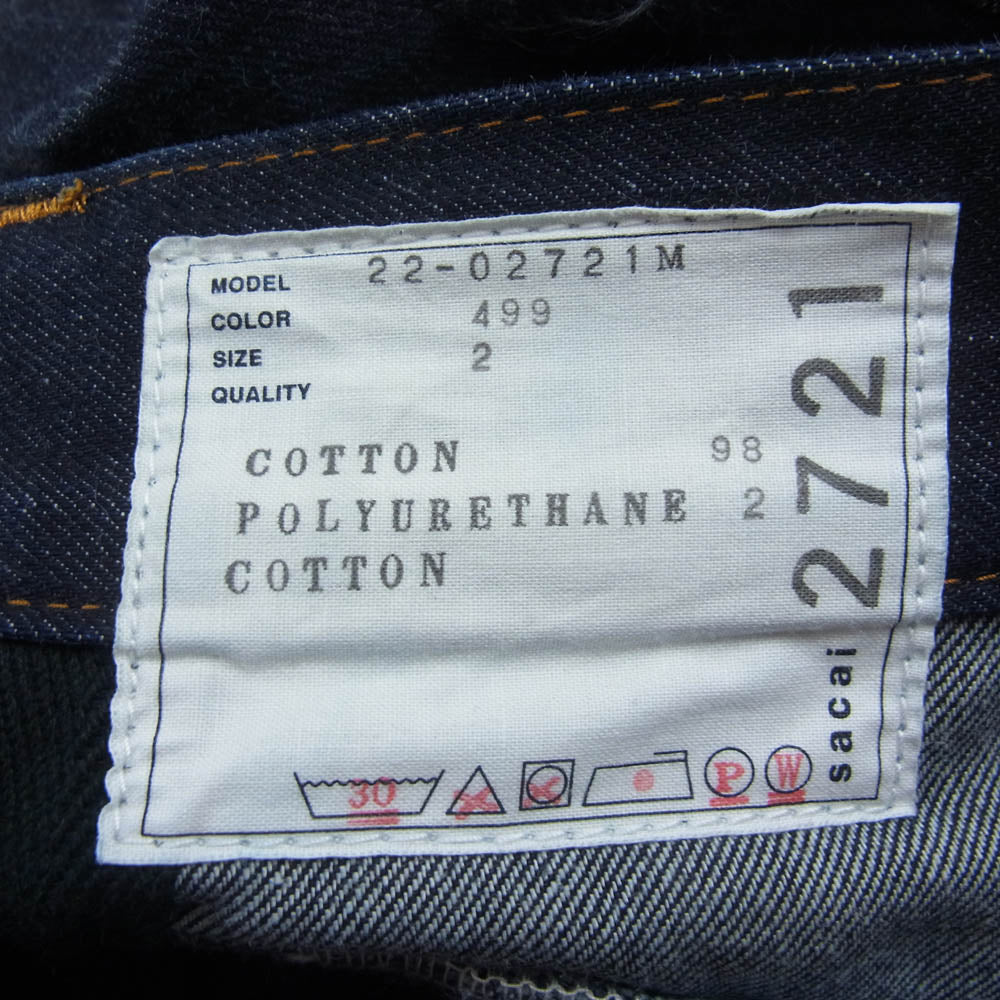 MODEL 22-02721M
COLOR 499
SIZE 2
QUALITY
COTTON 98
POLYURETHANE 2
COTTON
30
P
W
sacai 2721